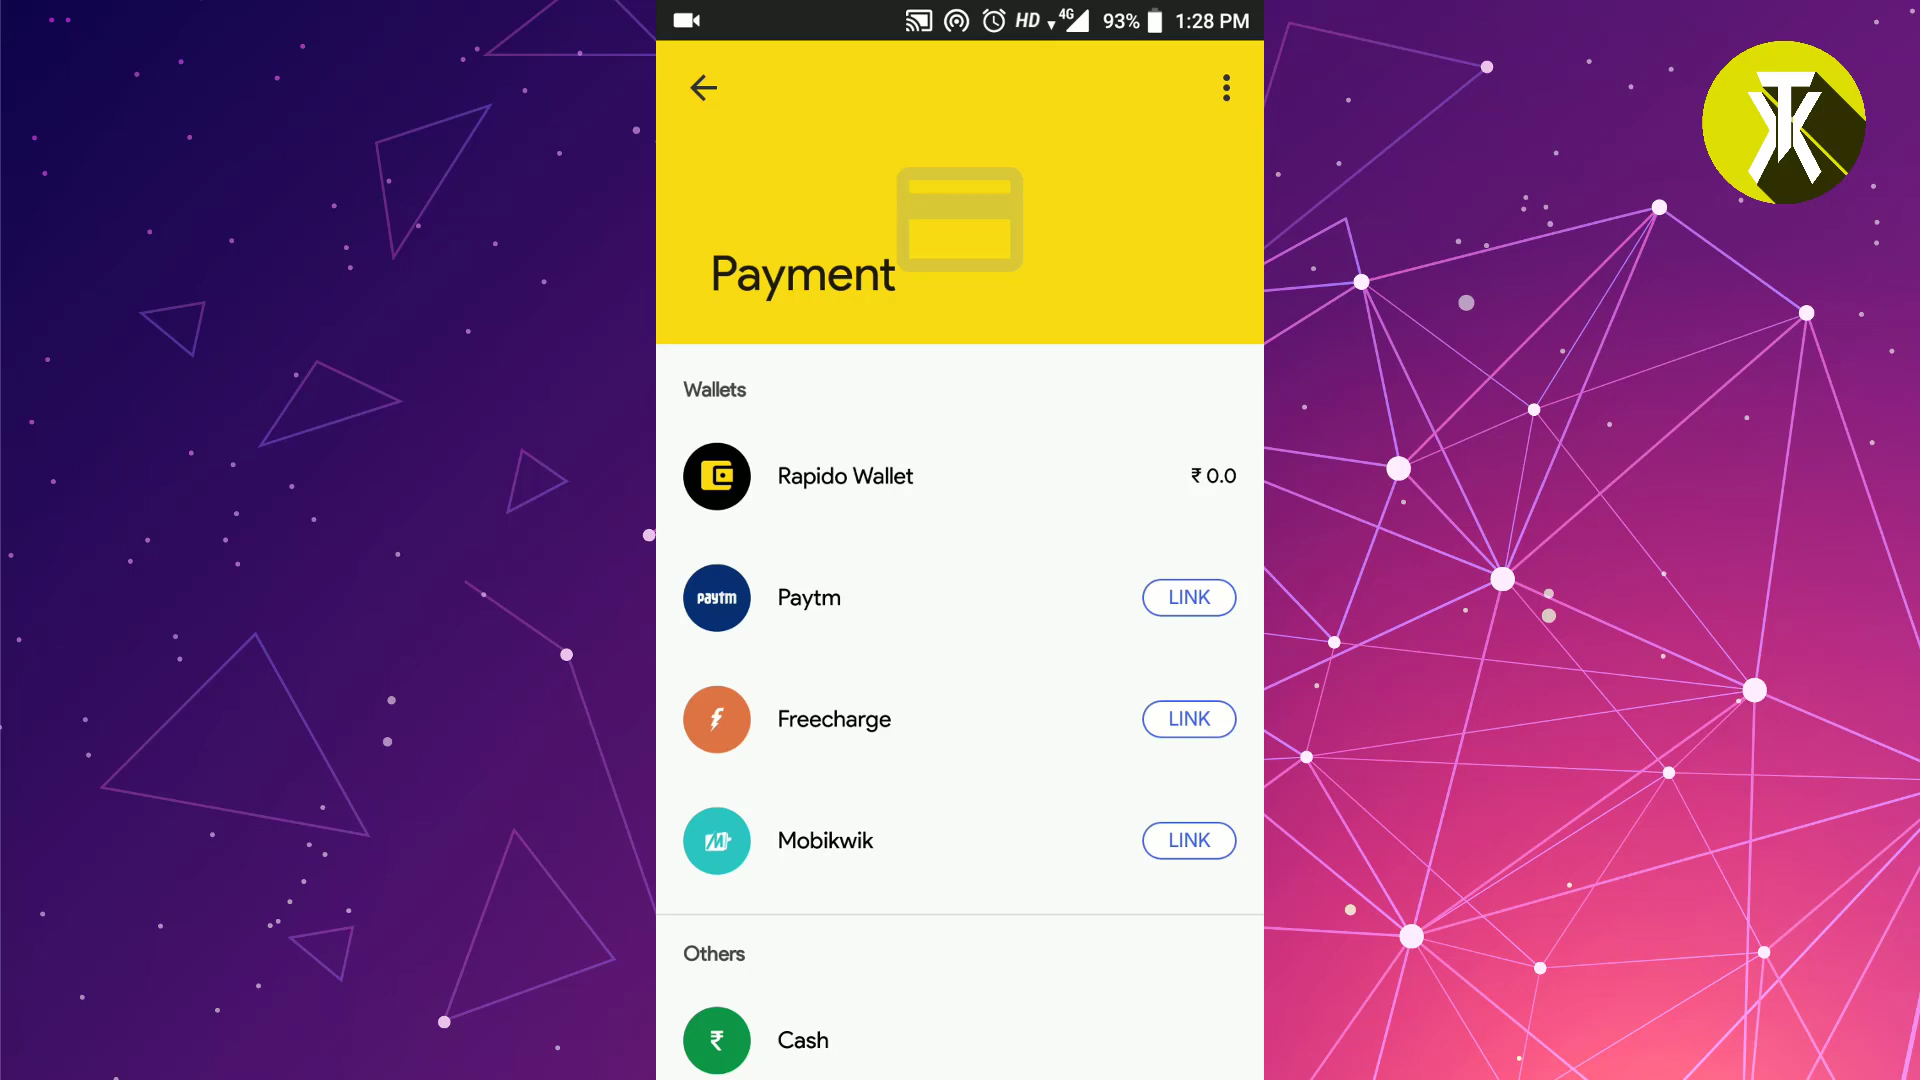 HD 4G 93% 1:28 PM
Payment
Wallets
Rapido Wallet ₹ 0.0
paytm Paytm LINK
Freecharge LINK
Mobikwik LINK
Others
₹ Cash